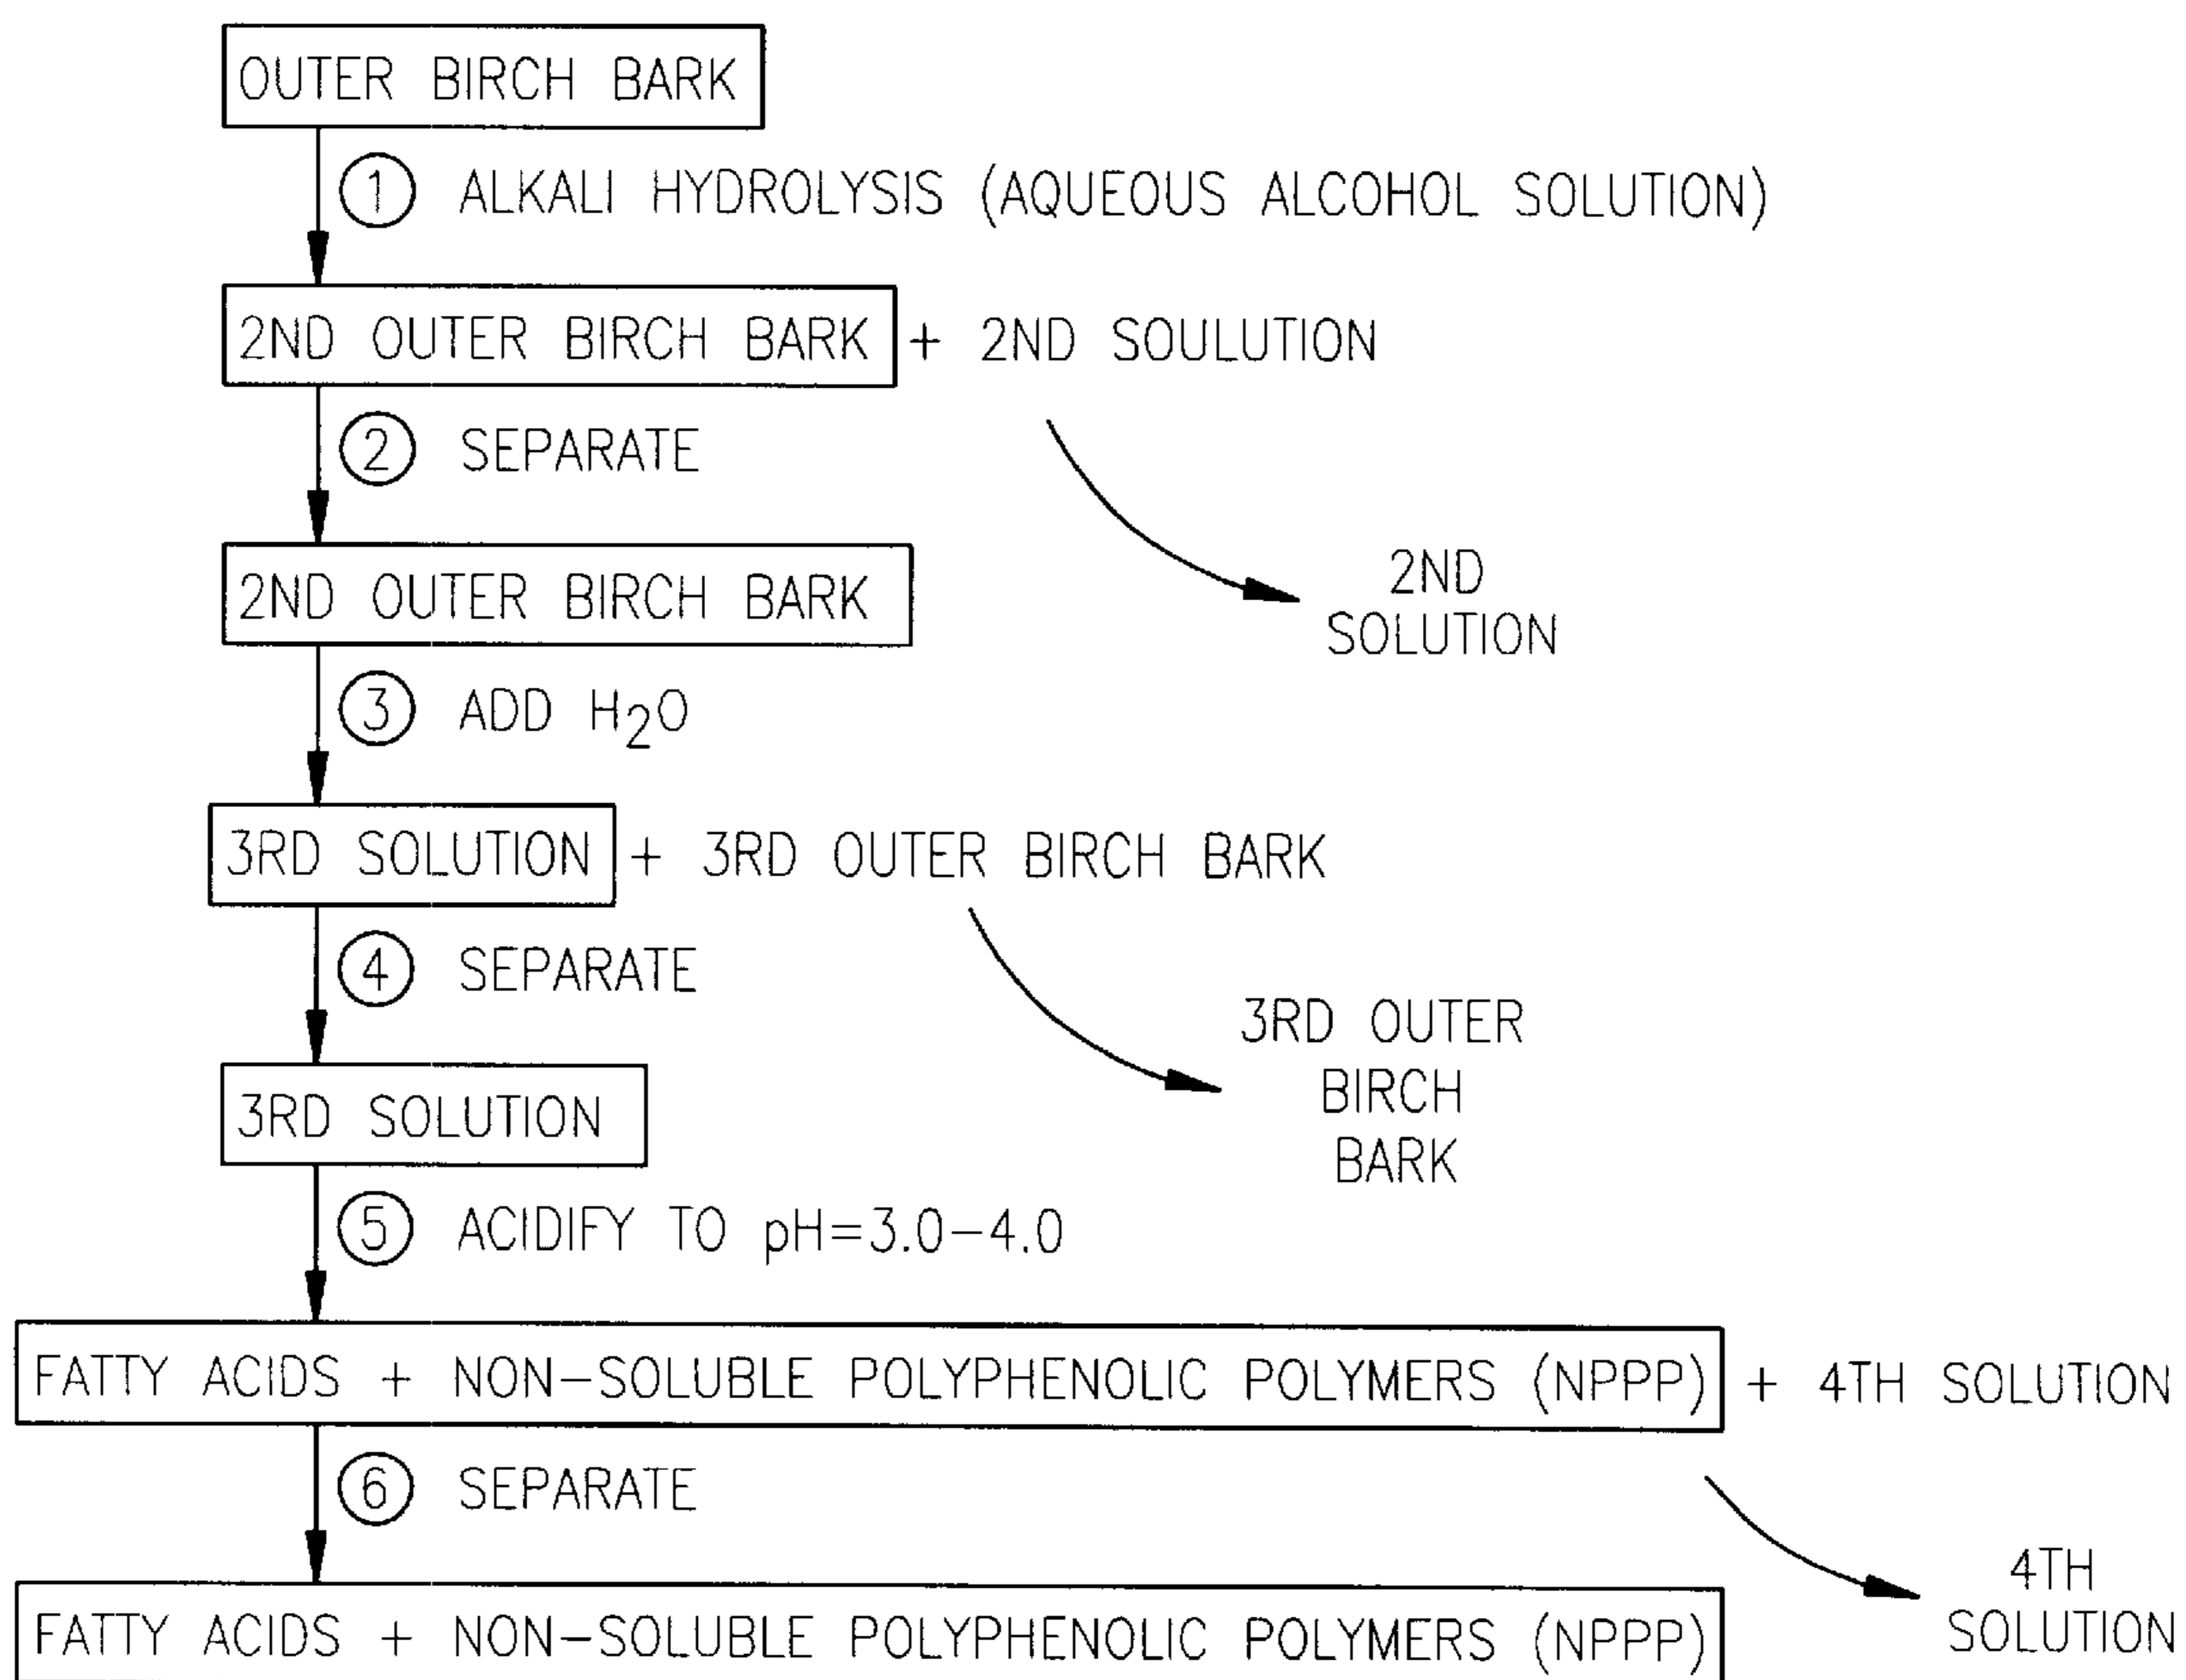 OUTER BIRCH BARK
1 ALKALI HYDROLYSIS (AQUEOUS ALCOHOL SOLUTION)
2ND OUTER BIRCH BARK + 2ND SOULUTION
2 SEPARATE
2ND
SOLUTION
2ND OUTER BIRCH BARK
3 ADD H₂O
3RD SOLUTION + 3RD OUTER BIRCH BARK
4 SEPARATE
3RD OUTER
BIRCH
BARK
3RD SOLUTION
5 ACIDIFY TO pH=3.0-4.0
FATTY ACIDS + NON-SOLUBLE POLYPHENOLIC POLYMERS (NPPP) + 4TH SOLUTION
6 SEPARATE
4TH
SOLUTION
FATTY ACIDS + NON-SOLUBLE POLYPHENOLIC POLYMERS (NPPP)